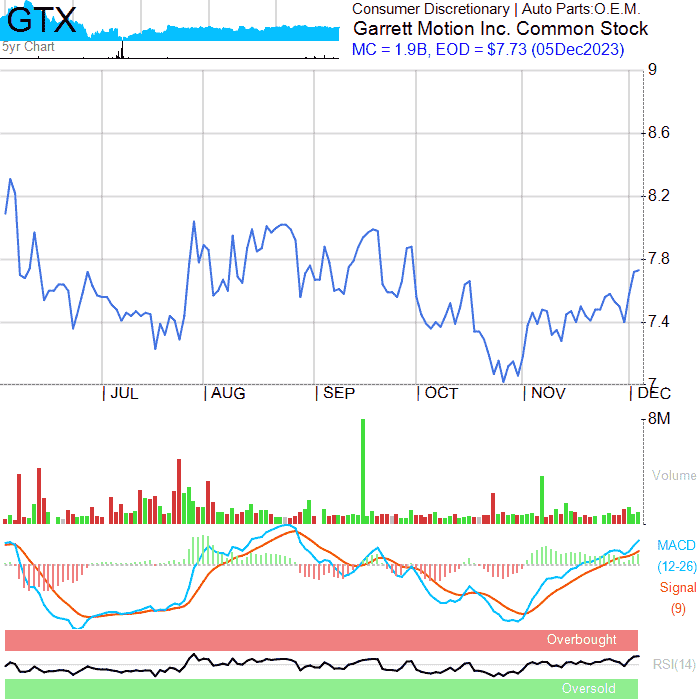 GTX
5yr Chart
Consumer Discretionary | Auto Parts:O.E.M.
Garrett Motion Inc. Common Stock
MC = 1.9B, EOD = $7.73 (05Dec2023)
9
8.6
8.2
7.8
7.4
7
| JUL | AUG | SEP | OCT | NOV | DEC
8M
Volume
MACD
(12-26)
Signal
(9)
Overbought
RSI(14)
Oversold